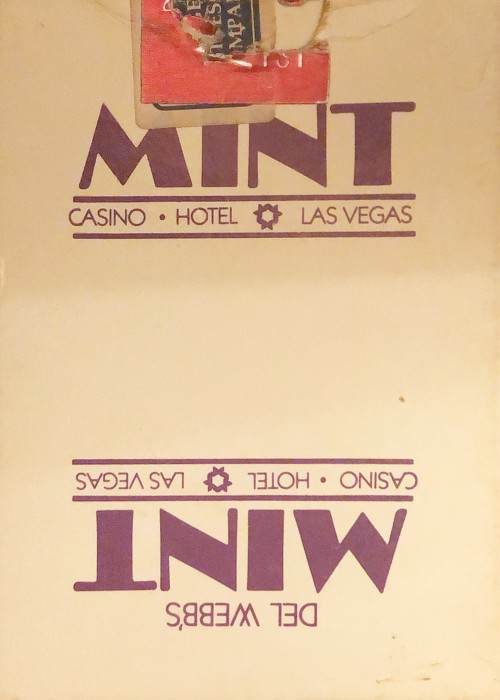 MINT
CASINO • HOTEL LAS VEGAS
DEL WEBB'S
MINT
CASINO • HOTEL LAS VEGAS